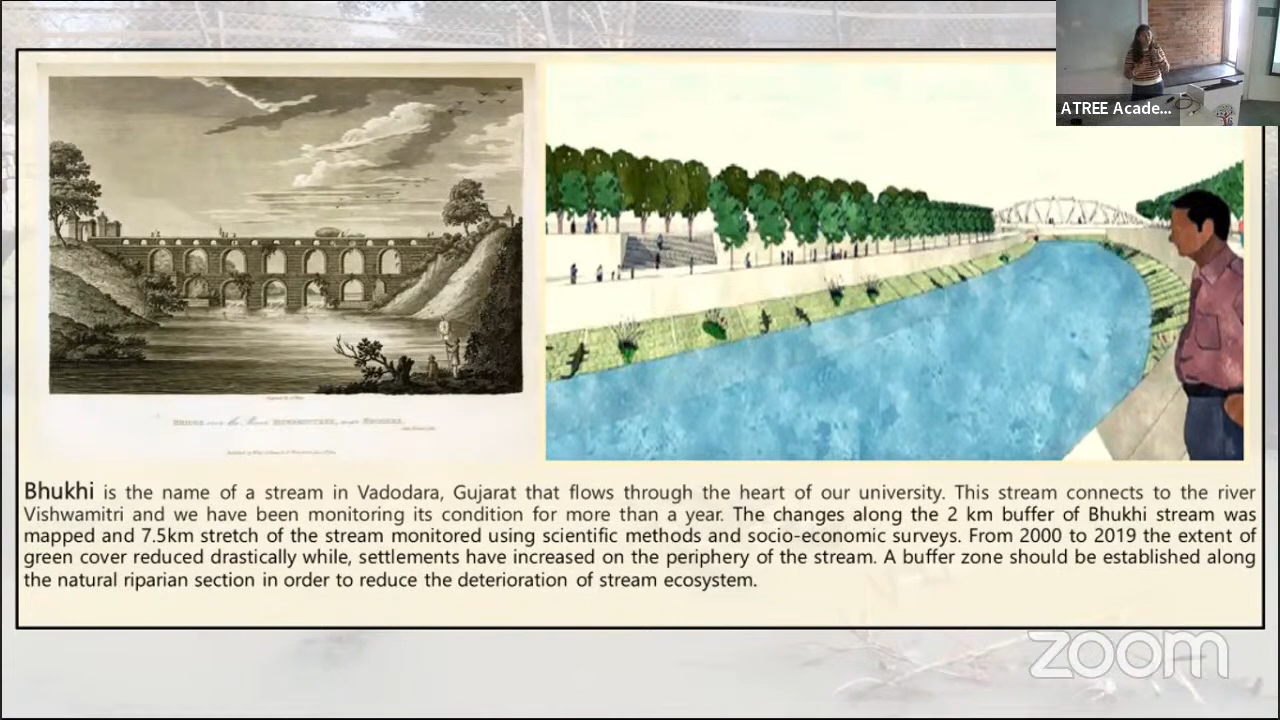 ATREE Acade...
BRIDGE over the River
Bhukhi is the name of a stream in Vadodara, Gujarat that flows through the heart of our university. This stream connects to the river
Vishwamitri and we have been monitoring its condition for more than a year. The changes along the 2 km buffer of Bhukhi stream was
mapped and 7.5km stretch of the stream monitored using scientific methods and socio-economic surveys. From 2000 to 2019 the extent of
green cover reduced drastically while, settlements have increased on the periphery of the stream. A buffer zone should be established along
the natural riparian section in order to reduce the deterioration of stream ecosystem.
zoom